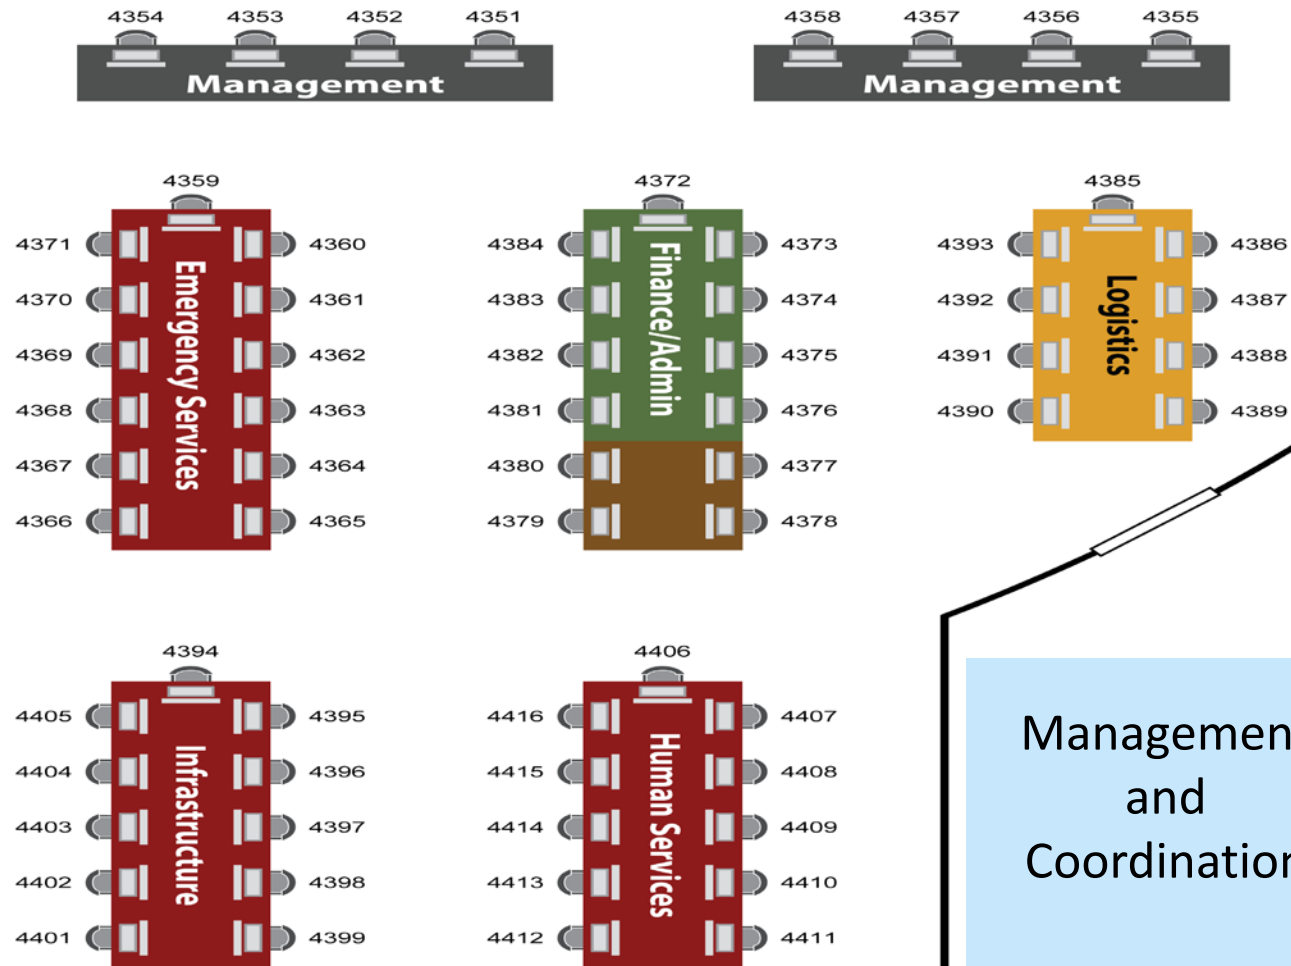 4354 4353 4352 4351 4358 4357 4356 4355
Management Management
4359 4372 4385
4371 4360 4384 4373 4393 4386
4370 4361 4383 4374 4392 4387
4369 4362 4382 4375 4391 4388
4368 4363 4381 4376 4390 4389
4367 4364 4380 4377
4366 4365 4379 4378
Emergency Services
Finance/Admin
Logistics
4394 4406
4405 4395 4416 4407
4404 4396 4415 4408
4403 4397 4414 4409
4402 4398 4413 4410
4401 4399 4412 4411
Infrastructure
Human Services
Managemen
and
Coordination